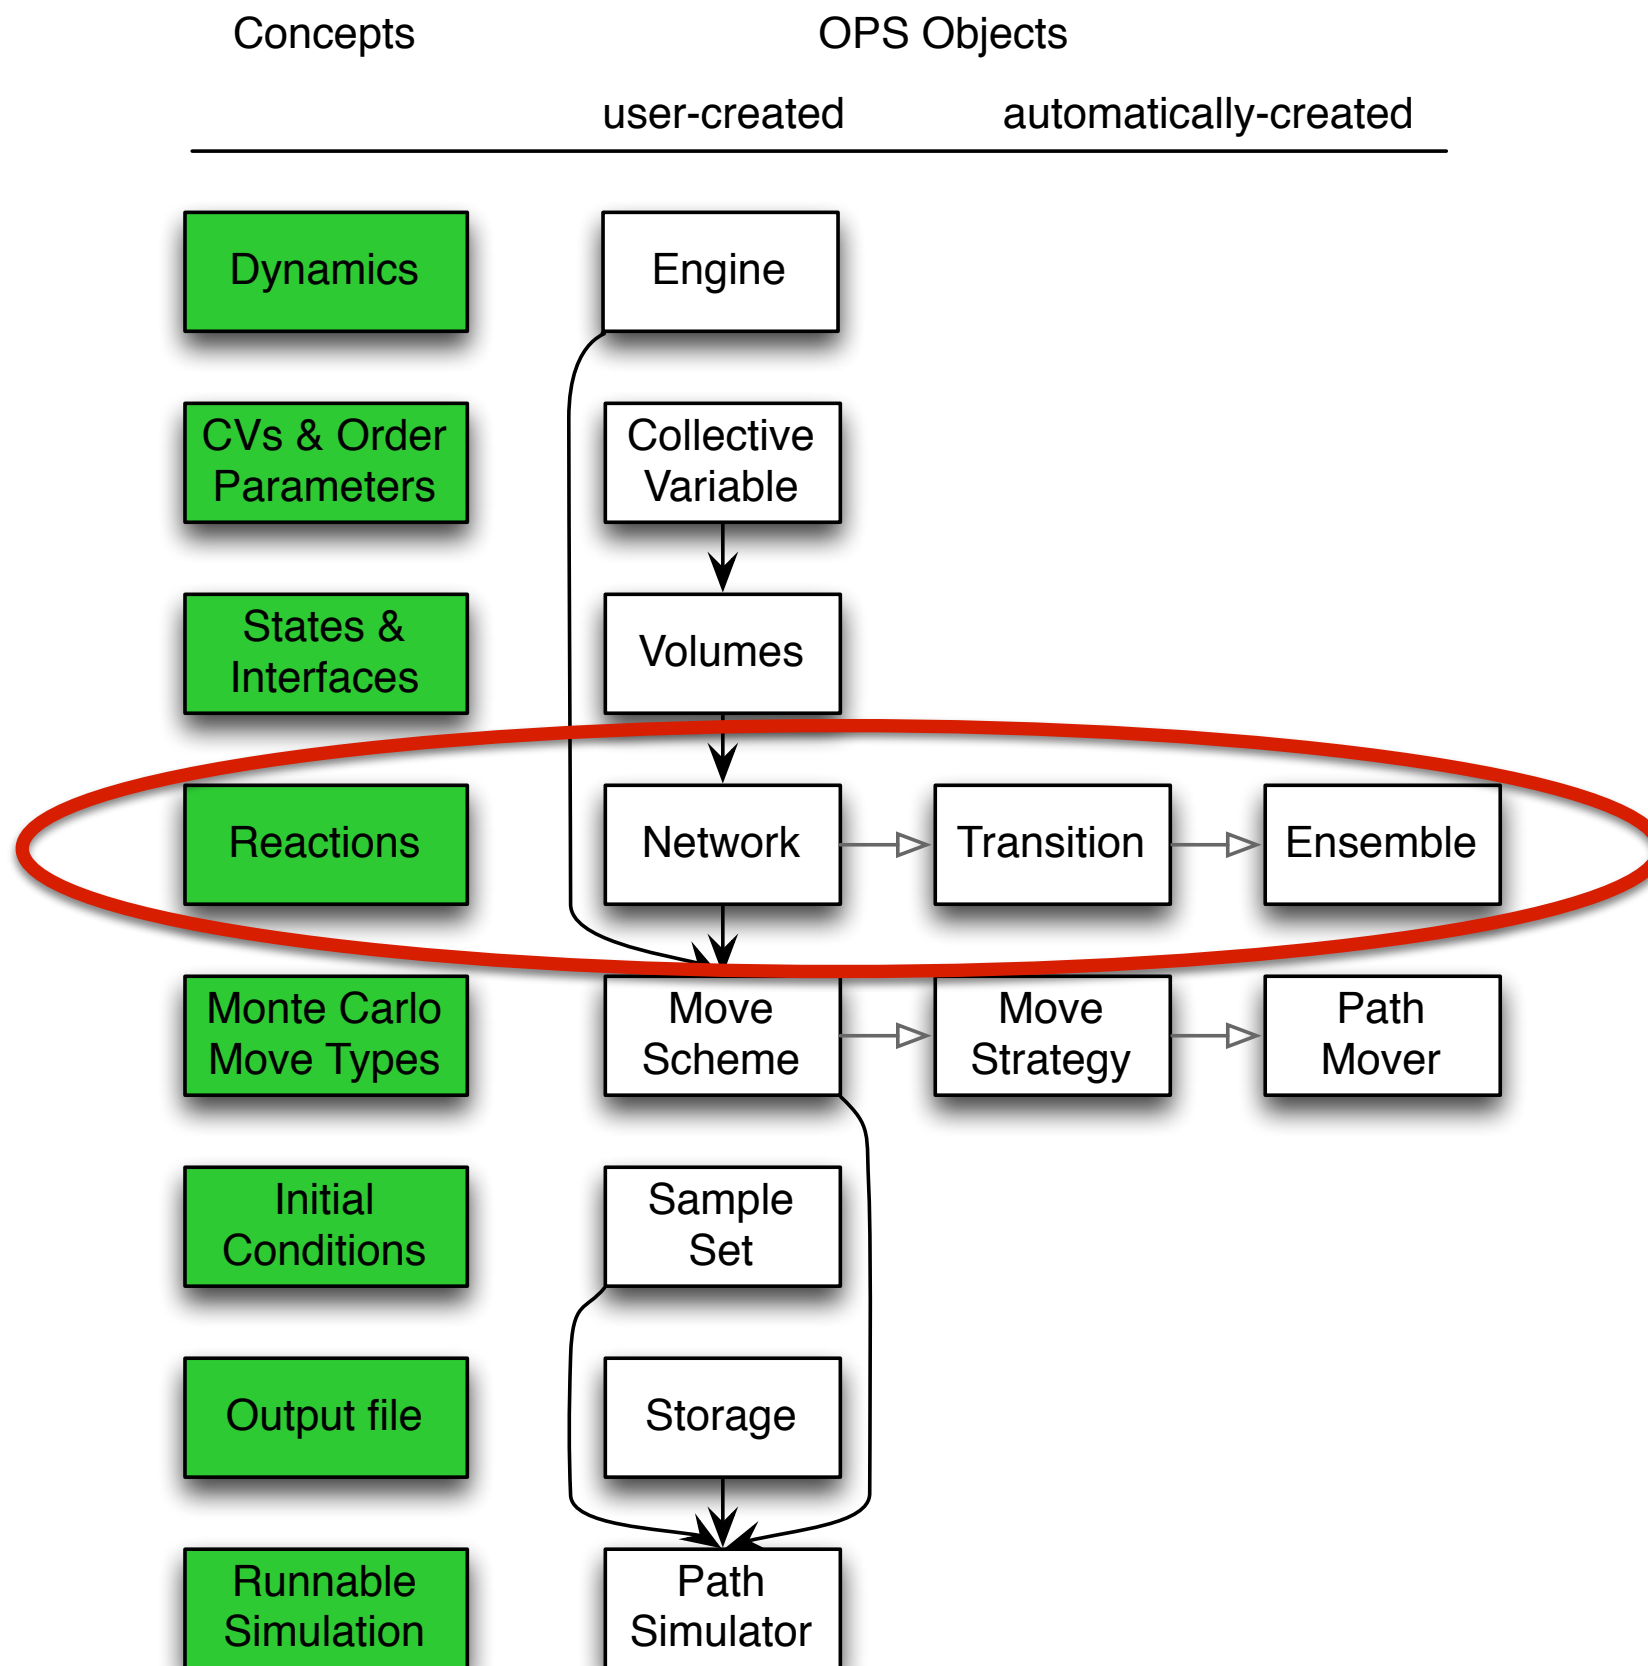 Concepts
OPS Objects
user-created
automatically-created
Dynamics
Engine
CVs & Order
Parameters
Collective
Variable
States &
Interfaces
Volumes
Reactions
Network
Transition
Ensemble
Monte Carlo
Move Types
Move
Scheme
Move
Strategy
Path
Mover
Initial
Conditions
Sample
Set
Output file
Storage
Runnable
Simulation
Path
Simulator